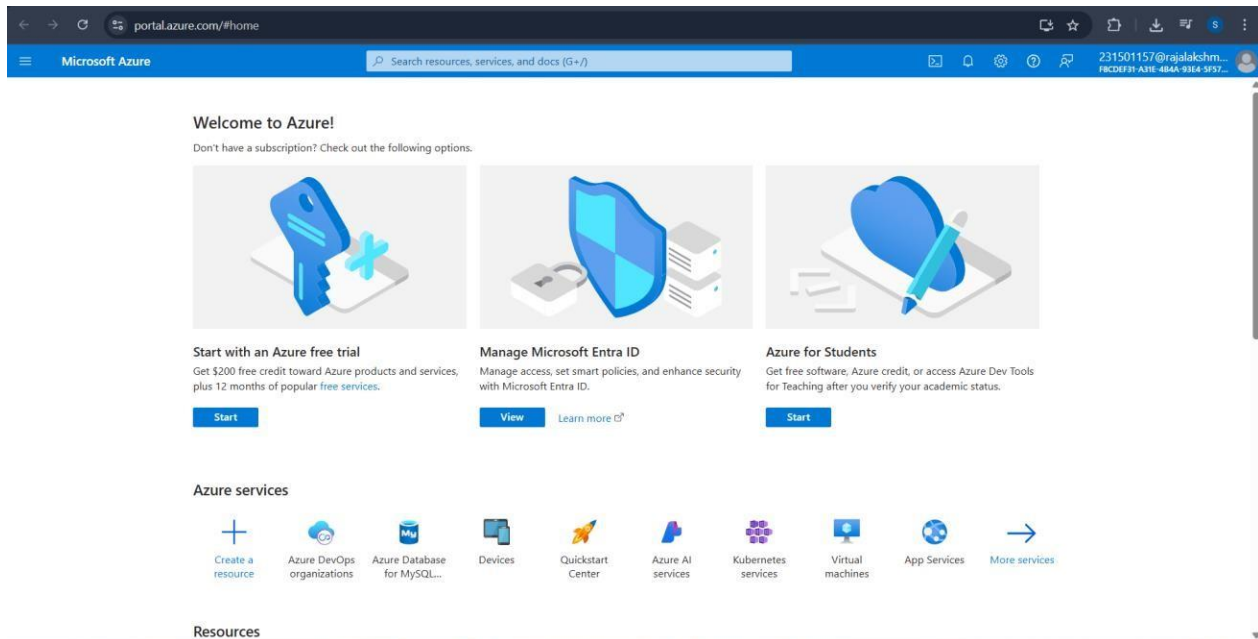 portal.azure.com/#home
S
Microsoft Azure
Search resources, services, and docs (G+/)
231501157@rajalakshm...
F8CDEF31-A31E-4B4A-93E4-5F57...
Welcome to Azure!
Don't have a subscription? Check out the following options.
Start with an Azure free trial
Get $200 free credit toward Azure products and services,
plus 12 months of popular free services.
Start
Manage Microsoft Entra ID
Manage access, set smart policies, and enhance security
with Microsoft Entra ID.
View
Learn more
Azure for Students
Get free software, Azure credit, or access Azure Dev Tools
for Teaching after you verify your academic status.
Start
Azure services
My
Create a
resource
Azure DevOps
organizations
Azure Database
for MySQL...
Devices
Quickstart
Center
Azure AI
services
Kubernetes
services
Virtual
machines
App Services
More services
Resources